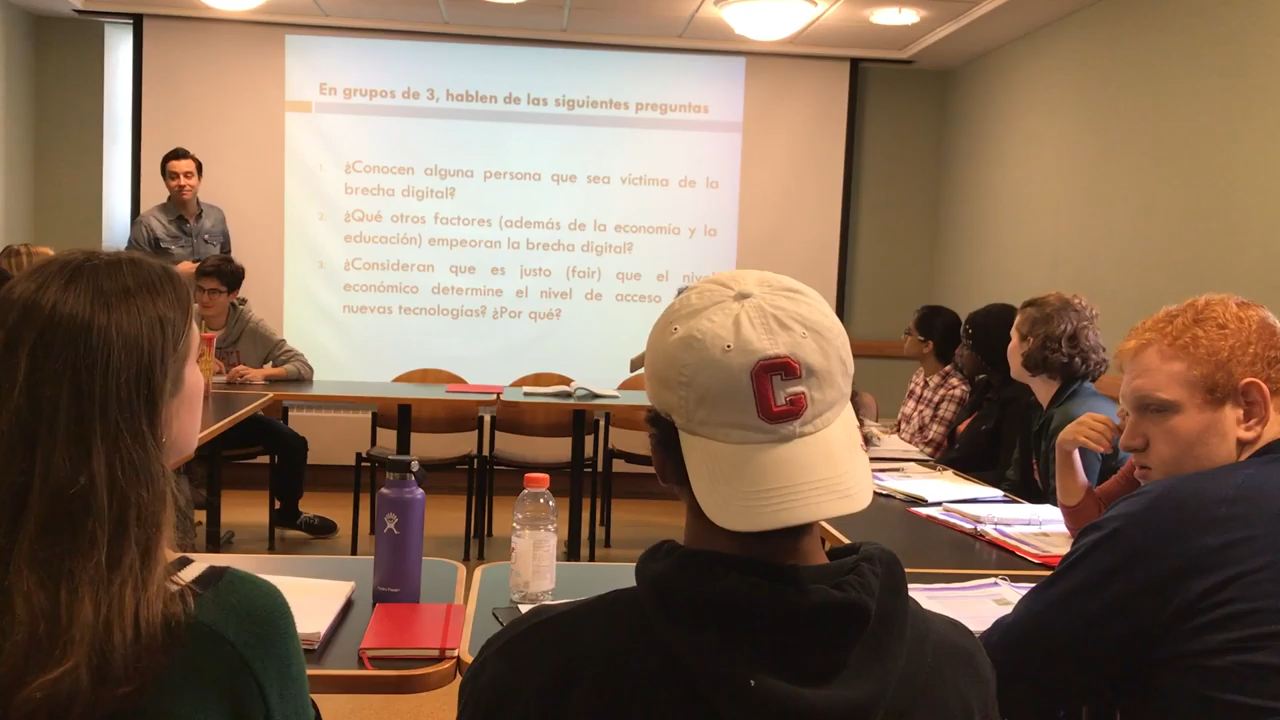 En grupos de 3, hablen de las siguientes preguntas
1. ¿Conocen alguna persona que sea víctima de la
brecha digital?
2. ¿Qué otros factores (además de la economía y la
educación) empeoran la brecha digital?
3. ¿Consideran que es justo (fair) que el nivel
económico determine el nivel de acceso
nuevas tecnologías? ¿Por qué?
C